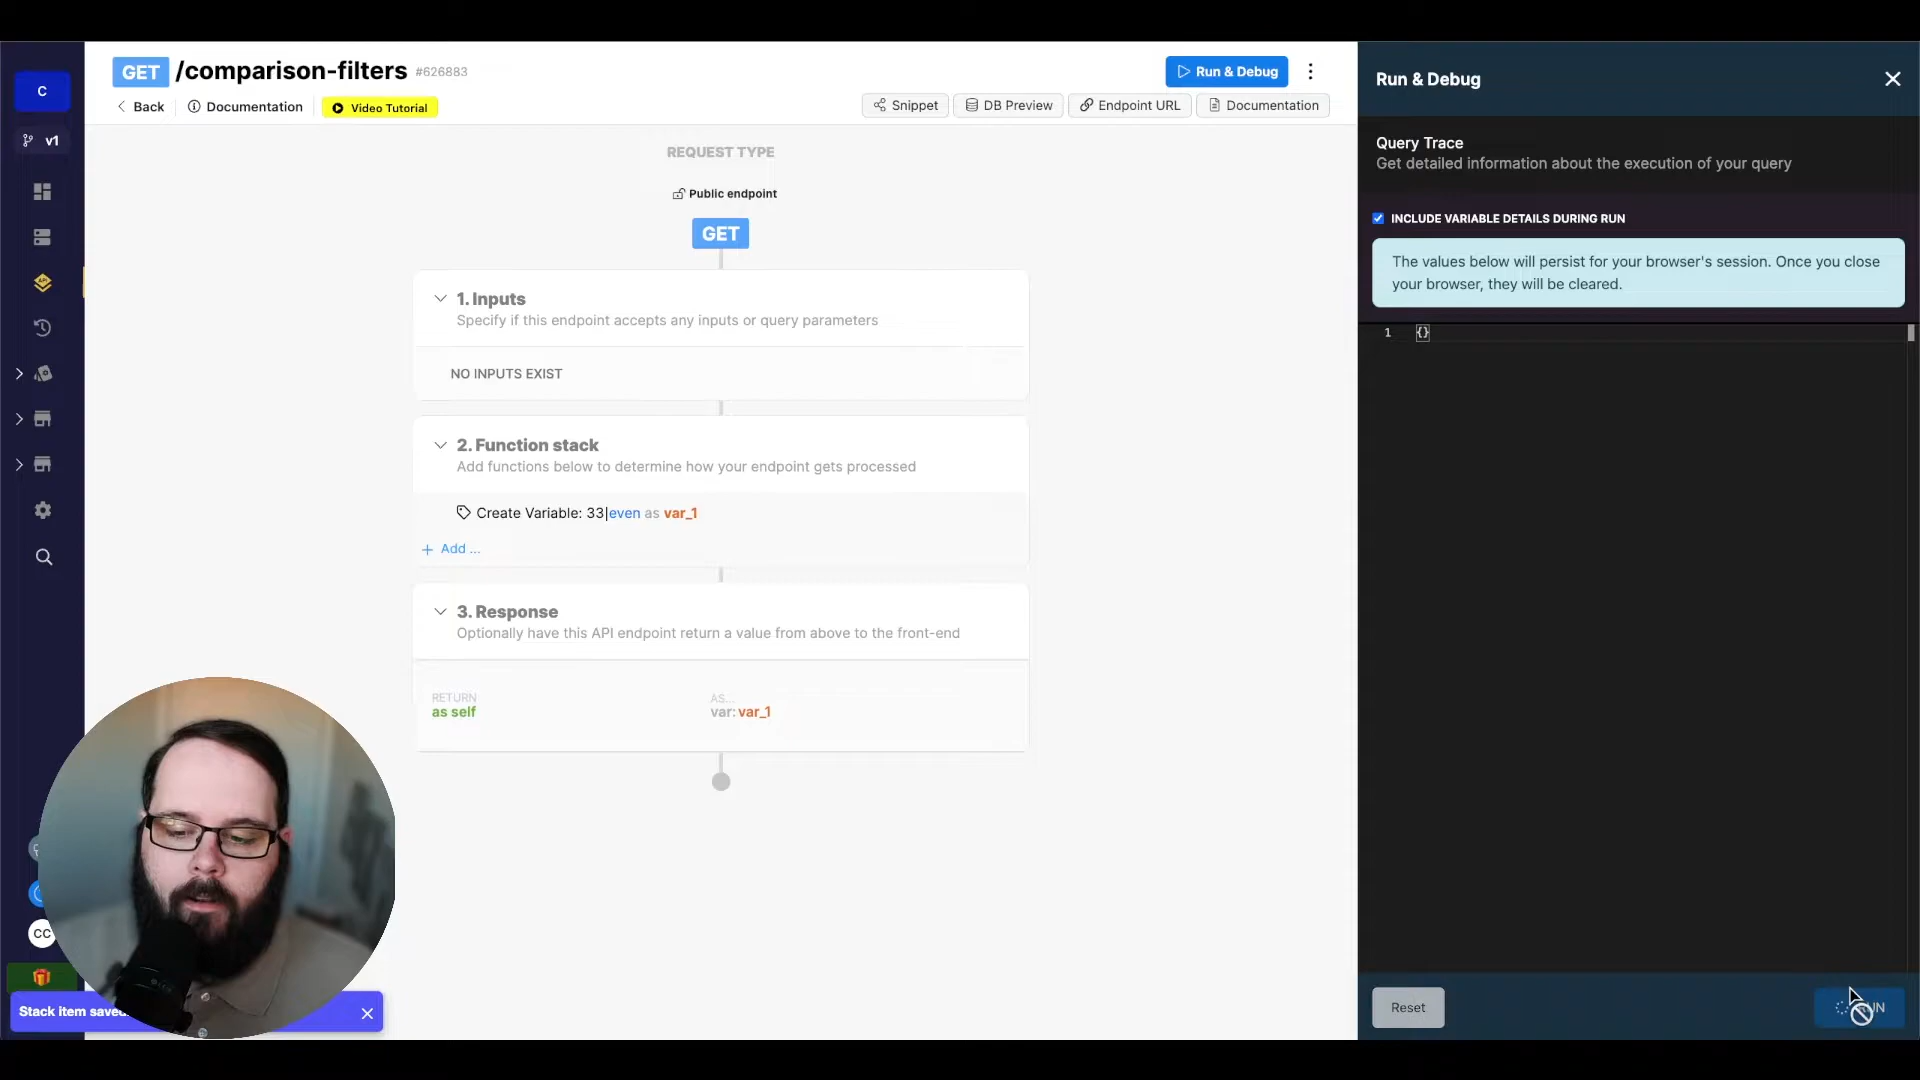 C
v1
GET /comparison-filters #626883
Back
Documentation
Video Tutorial
Run & Debug
Snippet
DB Preview
Endpoint URL
Documentation
REQUEST TYPE
Public endpoint
GET
1. Inputs
Specify if this endpoint accepts any inputs or query parameters
NO INPUTS EXIST
2. Function stack
Add functions below to determine how your endpoint gets processed
Create Variable: 33|even as var_1
+ Add ...
3. Response
Optionally have this API endpoint return a value from above to the front-end
RETURN
as self
AS...
var: var_1
CC
Stack item saved.
Run & Debug
Query Trace
Get detailed information about the execution of your query
INCLUDE VARIABLE DETAILS DURING RUN
The values below will persist for your browser's session. Once you close
your browser, they will be cleared.
1 {}
Reset